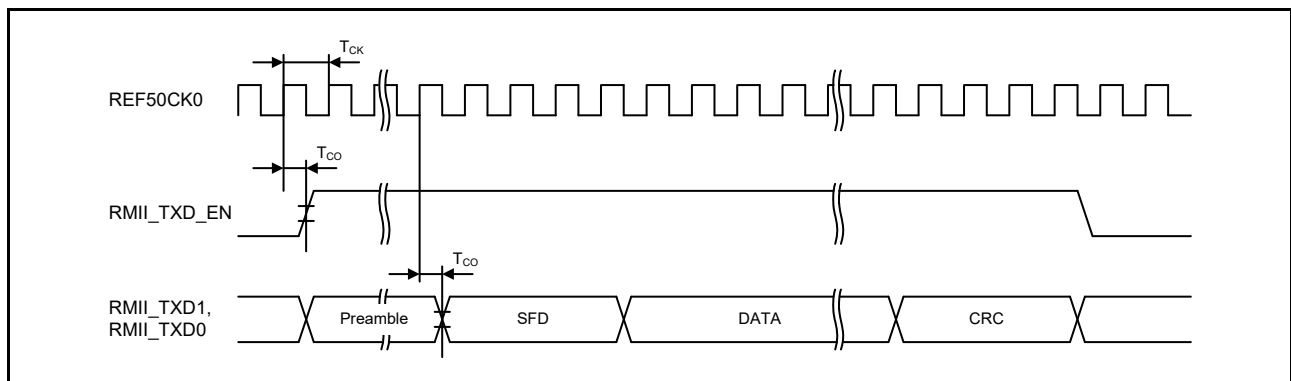 TCK
REF50CK0
TCO
RMII_TXD_EN
TCO
RMII_TXD1,
RMII_TXD0
Preamble
SFD
DATA
CRC